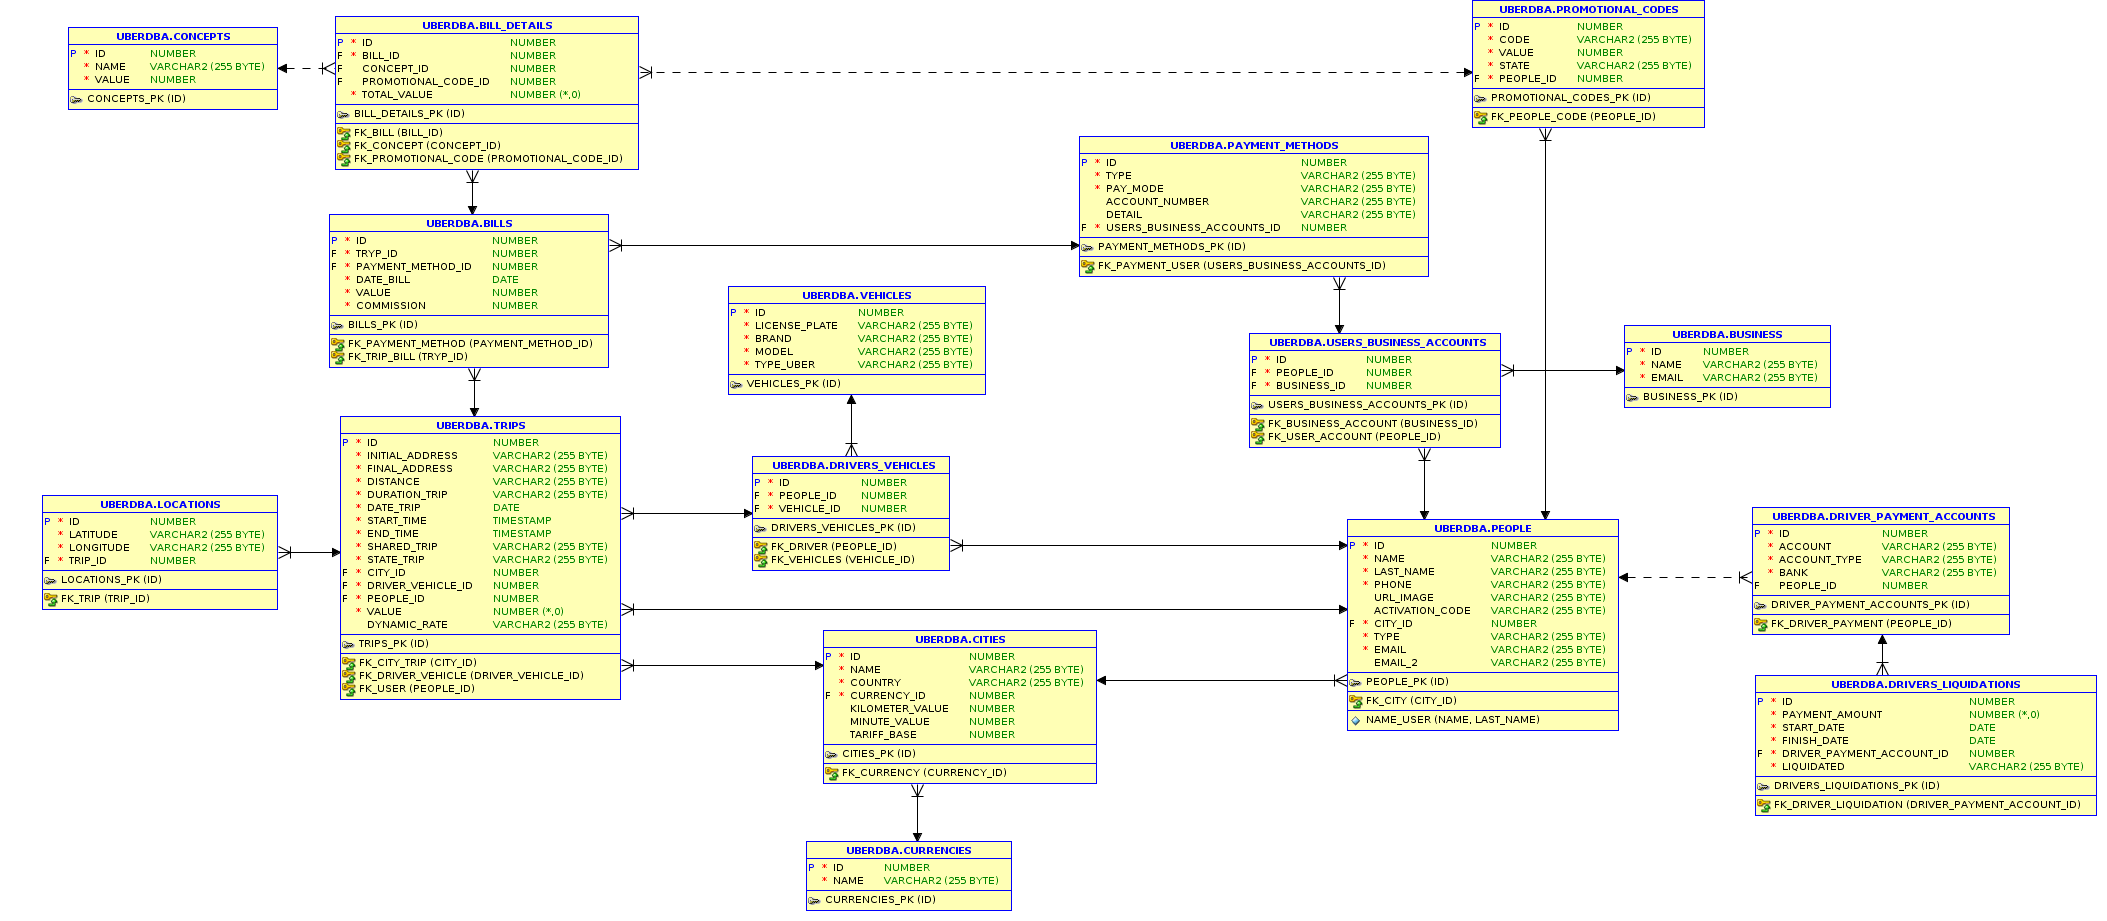 UBERDBA.CONCEPTS
P * ID NUMBER
* NAME VARCHAR2 (255 BYTE)
* VALUE NUMBER
CONCEPTS_PK (ID)
UBERDBA.BILL_DETAILS
P * ID NUMBER
F * BILL_ID NUMBER
F CONCEPT_ID NUMBER
F PROMOTIONAL_CODE_ID NUMBER
* TOTAL_VALUE NUMBER (*,0)
BILL_DETAILS_PK (ID)
FK_BILL (BILL_ID)
FK_CONCEPT (CONCEPT_ID)
FK_PROMOTIONAL_CODE (PROMOTIONAL_CODE_ID)
UBERDBA.PROMOTIONAL_CODES
P * ID NUMBER
* CODE VARCHAR2 (255 BYTE)
* VALUE NUMBER
* STATE VARCHAR2 (255 BYTE)
F * PEOPLE_ID NUMBER
PROMOTIONAL_CODES_PK (ID)
FK_PEOPLE_CODE (PEOPLE_ID)
UBERDBA.PAYMENT_METHODS
P * ID NUMBER
* TYPE VARCHAR2 (255 BYTE)
* PAY_MODE VARCHAR2 (255 BYTE)
ACCOUNT_NUMBER VARCHAR2 (255 BYTE)
DETAIL VARCHAR2 (255 BYTE)
F * USERS_BUSINESS_ACCOUNTS_ID NUMBER
PAYMENT_METHODS_PK (ID)
FK_PAYMENT_USER (USERS_BUSINESS_ACCOUNTS_ID)
UBERDBA.BILLS
P * ID NUMBER
F * TRYP_ID NUMBER
F * PAYMENT_METHOD_ID NUMBER
* DATE_BILL DATE
* VALUE NUMBER
* COMMISSION NUMBER
BILLS_PK (ID)
FK_PAYMENT_METHOD (PAYMENT_METHOD_ID)
FK_TRIP_BILL (TRYP_ID)
UBERDBA.VEHICLES
P * ID NUMBER
* LICENSE_PLATE VARCHAR2 (255 BYTE)
* BRAND VARCHAR2 (255 BYTE)
* MODEL VARCHAR2 (255 BYTE)
* TYPE_UBER VARCHAR2 (255 BYTE)
VEHICLES_PK (ID)
UBERDBA.USERS_BUSINESS_ACCOUNTS
P * ID NUMBER
F * PEOPLE_ID NUMBER
F * BUSINESS_ID NUMBER
USERS_BUSINESS_ACCOUNTS_PK (ID)
FK_BUSINESS_ACCOUNT (BUSINESS_ID)
FK_USER_ACCOUNT (PEOPLE_ID)
UBERDBA.BUSINESS
P * ID NUMBER
* NAME VARCHAR2 (255 BYTE)
* EMAIL VARCHAR2 (255 BYTE)
BUSINESS_PK (ID)
UBERDBA.TRIPS
P * ID NUMBER
* INITIAL_ADDRESS VARCHAR2 (255 BYTE)
* FINAL_ADDRESS VARCHAR2 (255 BYTE)
* DISTANCE VARCHAR2 (255 BYTE)
* DURATION_TRIP VARCHAR2 (255 BYTE)
* DATE_TRIP DATE
* START_TIME TIMESTAMP
* END_TIME TIMESTAMP
* SHARED_TRIP VARCHAR2 (255 BYTE)
* STATE_TRIP VARCHAR2 (255 BYTE)
F * CITY_ID NUMBER
F * DRIVER_VEHICLE_ID NUMBER
F * PEOPLE_ID NUMBER
* VALUE NUMBER (*,0)
DYNAMIC_RATE VARCHAR2 (255 BYTE)
TRIPS_PK (ID)
FK_CITY_TRIP (CITY_ID)
FK_DRIVER_VEHICLE (DRIVER_VEHICLE_ID)
FK_USER (PEOPLE_ID)
UBERDBA.DRIVERS_VEHICLES
P * ID NUMBER
F * PEOPLE_ID NUMBER
F * VEHICLE_ID NUMBER
DRIVERS_VEHICLES_PK (ID)
FK_DRIVER (PEOPLE_ID)
FK_VEHICLES (VEHICLE_ID)
UBERDBA.LOCATIONS
P * ID NUMBER
* LATITUDE VARCHAR2 (255 BYTE)
* LONGITUDE VARCHAR2 (255 BYTE)
F * TRIP_ID NUMBER
LOCATIONS_PK (ID)
FK_TRIP (TRIP_ID)
UBERDBA.PEOPLE
P * ID NUMBER
* NAME VARCHAR2 (255 BYTE)
* LAST_NAME VARCHAR2 (255 BYTE)
* PHONE VARCHAR2 (255 BYTE)
URL_IMAGE VARCHAR2 (255 BYTE)
ACTIVATION_CODE VARCHAR2 (255 BYTE)
F * CITY_ID NUMBER
* TYPE VARCHAR2 (255 BYTE)
* EMAIL VARCHAR2 (255 BYTE)
EMAIL_2 VARCHAR2 (255 BYTE)
PEOPLE_PK (ID)
FK_CITY (CITY_ID)
NAME_USER (NAME, LAST_NAME)
UBERDBA.DRIVER_PAYMENT_ACCOUNTS
P * ID NUMBER
* ACCOUNT VARCHAR2 (255 BYTE)
* ACCOUNT_TYPE VARCHAR2 (255 BYTE)
* BANK VARCHAR2 (255 BYTE)
F PEOPLE_ID NUMBER
DRIVER_PAYMENT_ACCOUNTS_PK (ID)
FK_DRIVER_PAYMENT (PEOPLE_ID)
UBERDBA.CITIES
P * ID NUMBER
* NAME VARCHAR2 (255 BYTE)
* COUNTRY VARCHAR2 (255 BYTE)
F * CURRENCY_ID NUMBER
KILOMETER_VALUE NUMBER
MINUTE_VALUE NUMBER
TARIFF_BASE NUMBER
CITIES_PK (ID)
FK_CURRENCY (CURRENCY_ID)
UBERDBA.DRIVERS_LIQUIDATIONS
P * ID NUMBER
* PAYMENT_AMOUNT NUMBER (*,0)
* START_DATE DATE
* FINISH_DATE DATE
F * DRIVER_PAYMENT_ACCOUNT_ID NUMBER
* LIQUIDATED VARCHAR2 (255 BYTE)
DRIVERS_LIQUIDATIONS_PK (ID)
FK_DRIVER_LIQUIDATION (DRIVER_PAYMENT_ACCOUNT_ID)
UBERDBA.CURRENCIES
P * ID NUMBER
* NAME VARCHAR2 (255 BYTE)
CURRENCIES_PK (ID)